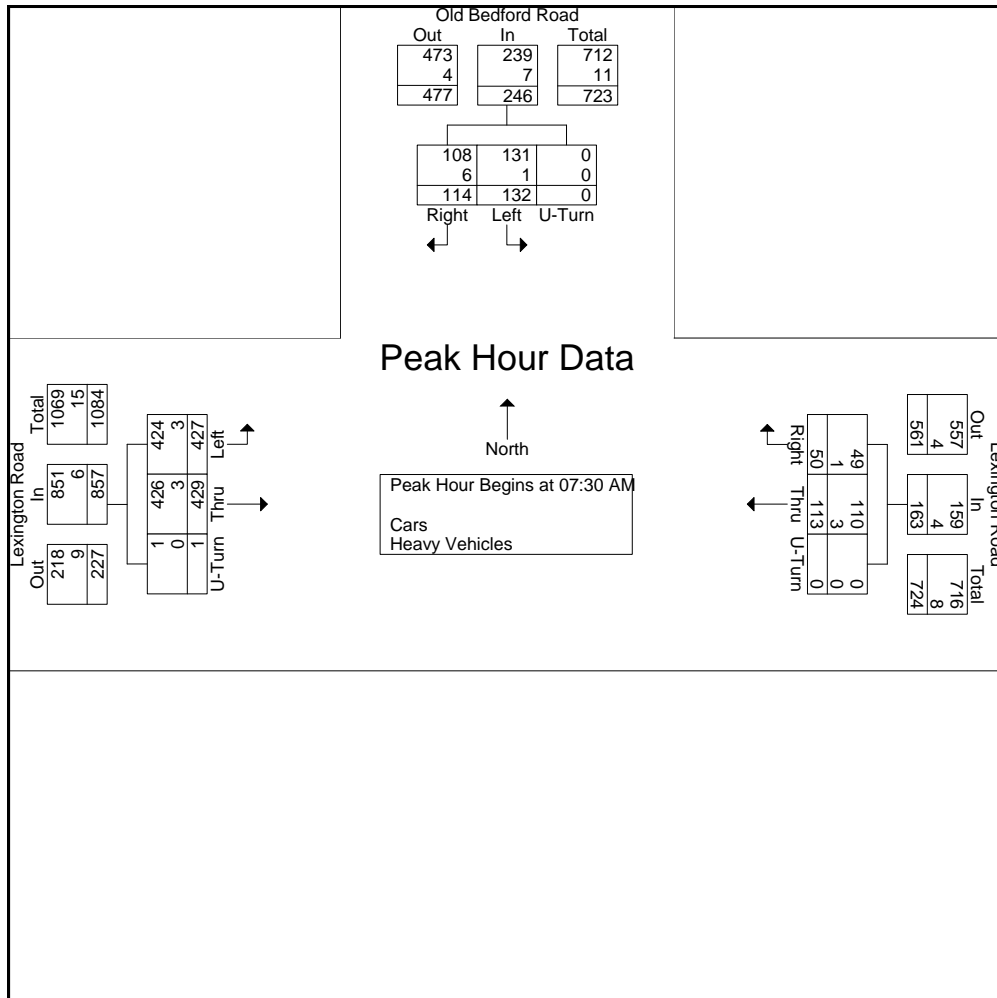 Old Bedford Road
Out In Total
473 239 712
4 7 11
477 246 723
108 131 0
6 1 0
114 132 0
Right Left U-Turn
Peak Hour Data
North
Peak Hour Begins at 07:30 AM
Cars
Heavy Vehicles
Lexington Road
Out In Total
218 851 1069
9 6 15
227 857 1084
U-Turn Thru Left
1 426 424
0 3 3
1 429 427
Lexington Road
Out In Total
557 159 716
4 4 8
561 163 724
Right Thru U-Turn
49 110 0
1 3 0
50 113 0